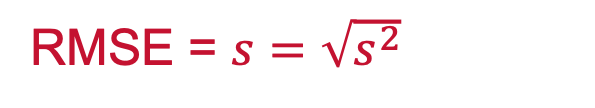 RMSE = s = √s²